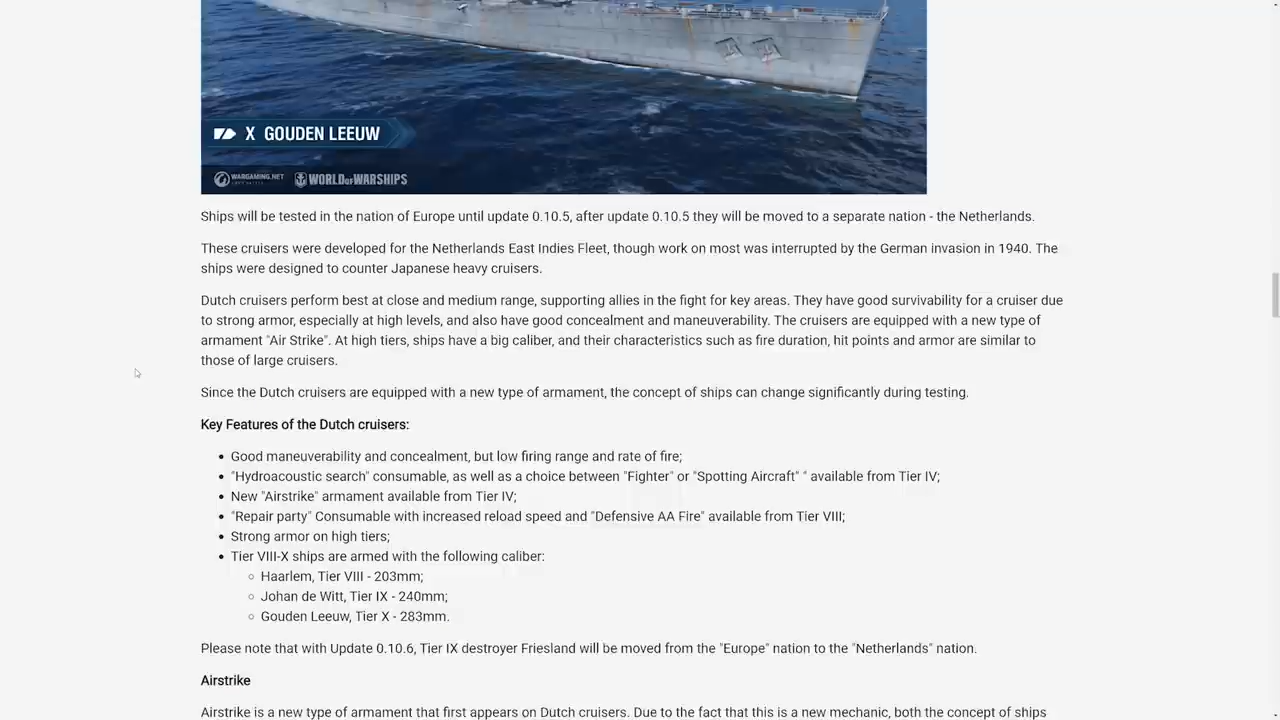 X GOUDEN LEEUW
WARGAMING.NET
WORLD OF WARSHIPS
Ships will be tested in the nation of Europe until update 0.10.5, after update 0.10.5 they will be moved to a separate nation - the Netherlands.
These cruisers were developed for the Netherlands East Indies Fleet, though work on most was interrupted by the German invasion in 1940. The
ships were designed to counter Japanese heavy cruisers.
Dutch cruisers perform best at close and medium range, supporting allies in the fight for key areas. They have good survivability for a cruiser due
to strong armor, especially at high levels, and also have good concealment and maneuverability. The cruisers are equipped with a new type of
armament "Air Strike". At high tiers, ships have a big caliber, and their characteristics such as fire duration, hit points and armor are similar to
those of large cruisers.
Since the Dutch cruisers are equipped with a new type of armament, the concept of ships can change significantly during testing.
Key Features of the Dutch cruisers:
Good maneuverability and concealment, but low firing range and rate of fire;
"Hydroacoustic search" consumable, as well as a choice between "Fighter" or "Spotting Aircraft" " available from Tier IV;
New "Airstrike" armament available from Tier IV;
"Repair party" Consumable with increased reload speed and "Defensive AA Fire" available from Tier VIII;
Strong armor on high tiers;
Tier VIII-X ships are armed with the following caliber:
Haarlem, Tier VIII - 203mm;
Johan de Witt, Tier IX - 240mm;
Gouden Leeuw, Tier X - 283mm.
Please note that with Update 0.10.6, Tier IX destroyer Friesland will be moved from the "Europe" nation to the "Netherlands" nation.
Airstrike
Airstrike is a new type of armament that first appears on Dutch cruisers. Due to the fact that this is a new mechanic, both the concept of ships